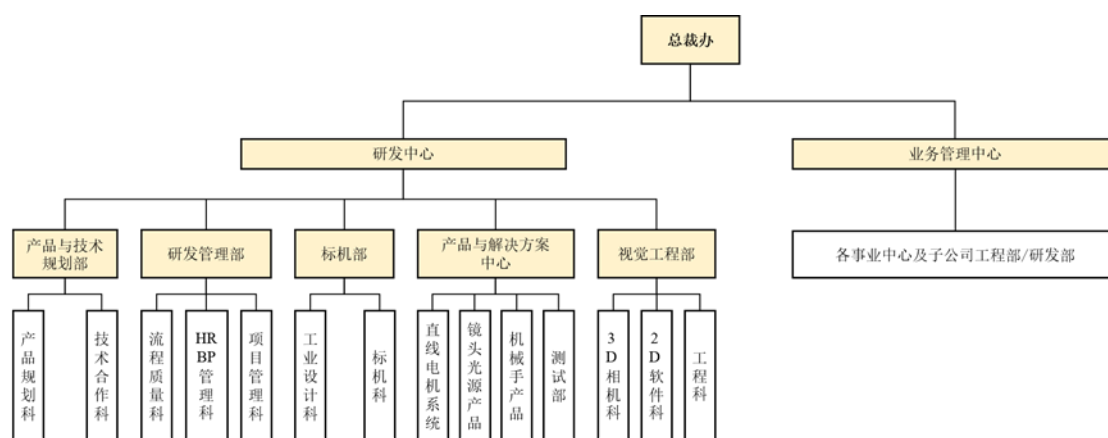 总裁办
研发中心
业务管理中心
产品与技术
规划部
研发管理部
标机部
产品与解决方案
中心
视觉工程部
各事业中心及子公司工程部/研发部
产品规划科
技术合作科
流程质量科
HRBP管理科
项目管理科
工业设计科
标机科
直线电机系统
镜头光源产品
机械手产品
测试部
3D相机科
2D软件科
工程科